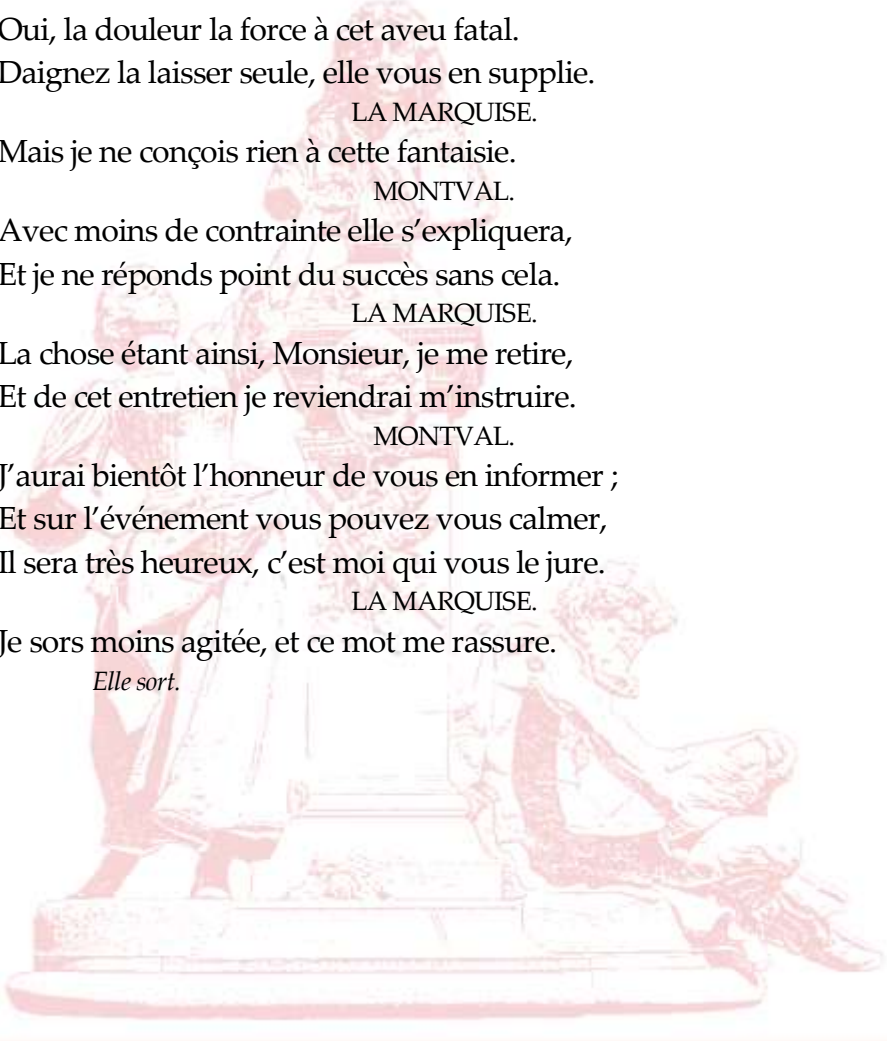 Oui, la douleur la force à cet aveu fatal.
Daignez la laisser seule, elle vous en supplie.
LA MARQUISE.
Mais je ne conçois rien à cette fantaisie.
MONTVAL.
Avec moins de contrainte elle s’expliquera,
Et je ne réponds point du succès sans cela.
LA MARQUISE.
La chose étant ainsi, Monsieur, je me retire,
Et de cet entretien je reviendrai m’instruire.
MONTVAL.
J’aurai bientôt l’honneur de vous en informer ;
Et sur l’événement vous pouvez vous calmer,
Il sera très heureux, c’est moi qui vous le jure.
LA MARQUISE.
Je sors moins agitée, et ce mot me rassure.
Elle sort.